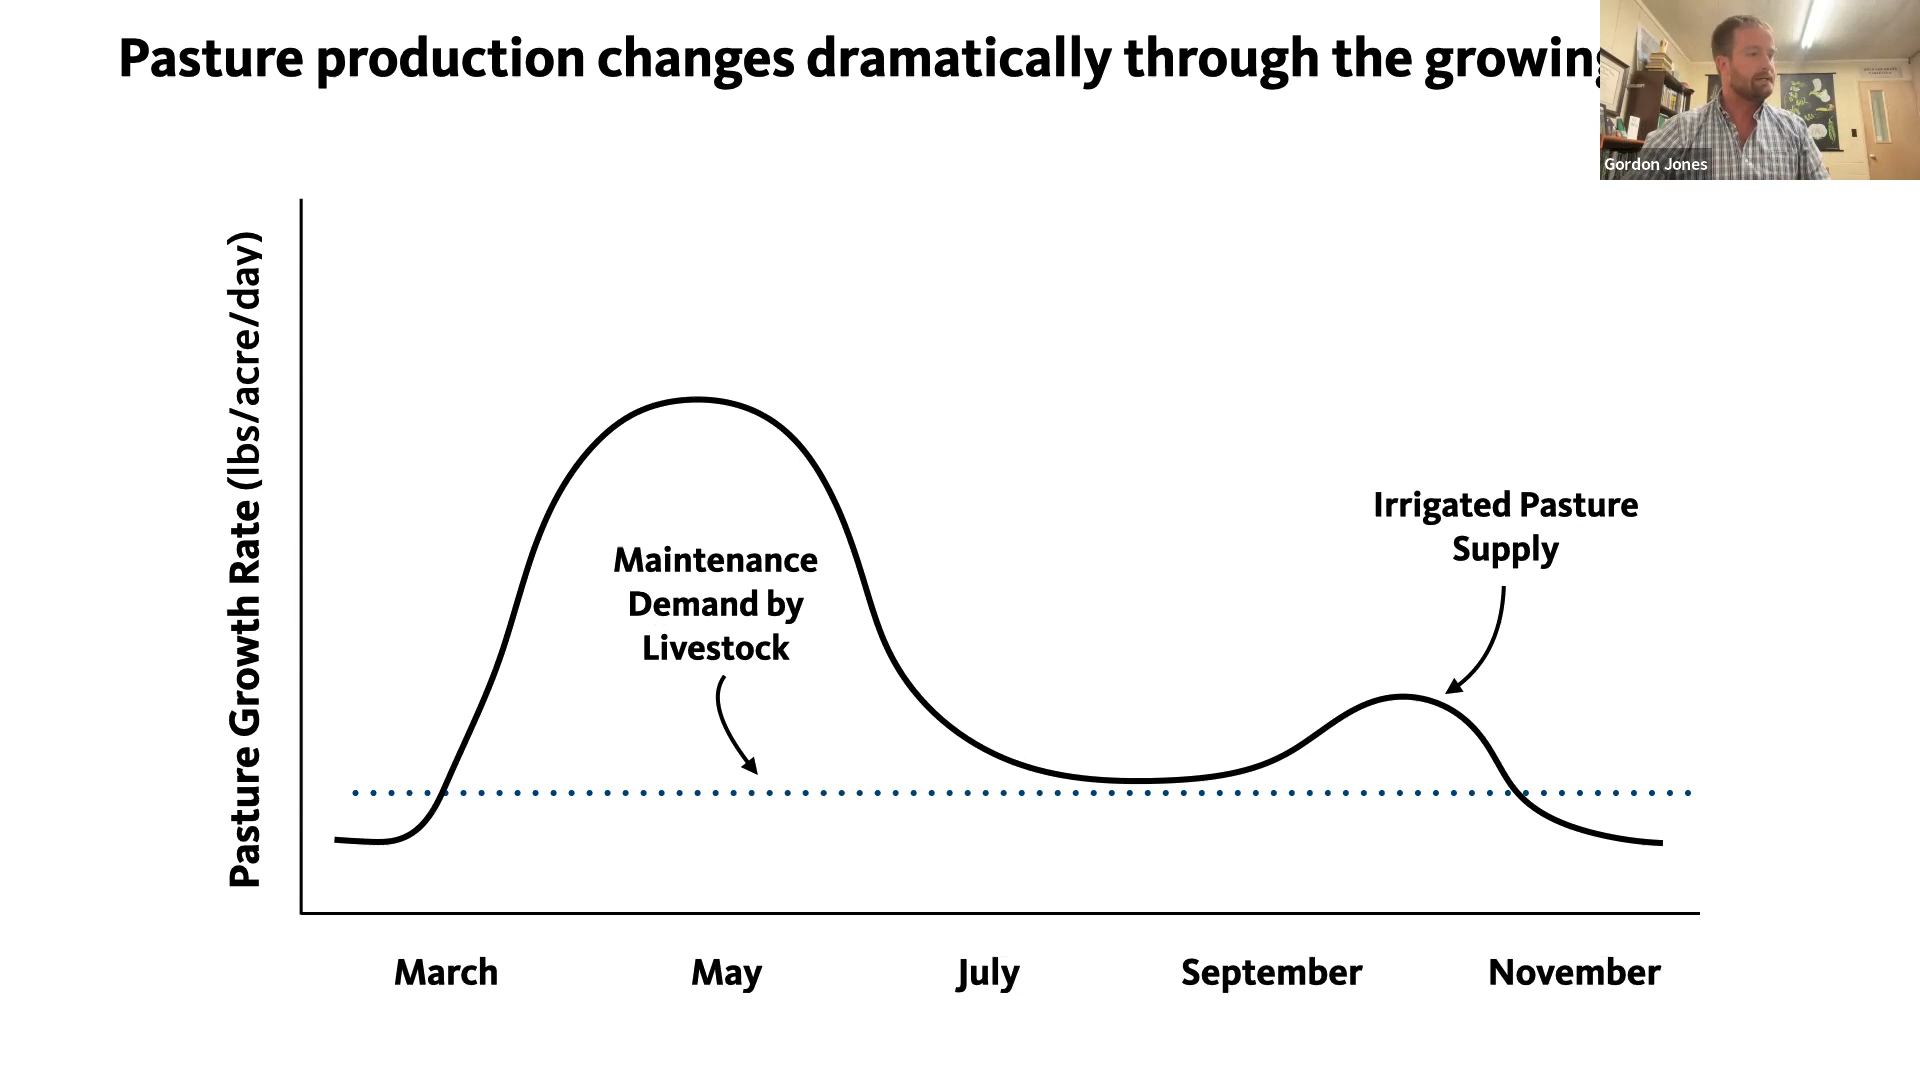 Pasture production changes dramatically through the growing
Gordon Jones
Pasture Growth Rate (lbs/acre/day)
Maintenance
Demand by
Livestock
Irrigated Pasture
Supply
March
May
July
September
November